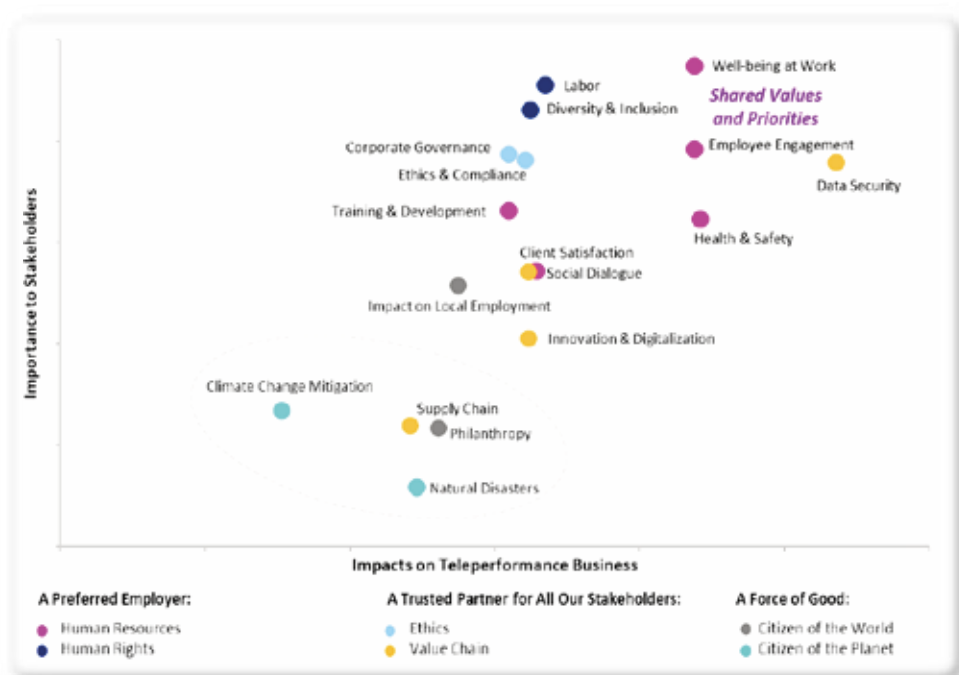 Well-being at Work
Labor
Shared Values
and Priorities
Diversity & Inclusion
Corporate Governance
Employee Engagement
Ethics & Compliance
Data Security
Training & Development
Health & Safety
Client Satisfaction
Social Dialogue
Impact on Local Employment
Innovation & Digitalization
Climate Change Mitigation
Supply Chain
Philanthropy
Natural Disasters
Importance to Stakeholders
Impacts on Teleperformance Business
A Preferred Employer:
Human Resources
Human Rights
A Trusted Partner for All Our Stakeholders:
Ethics
Value Chain
A Force of Good:
Citizen of the World
Citizen of the Planet